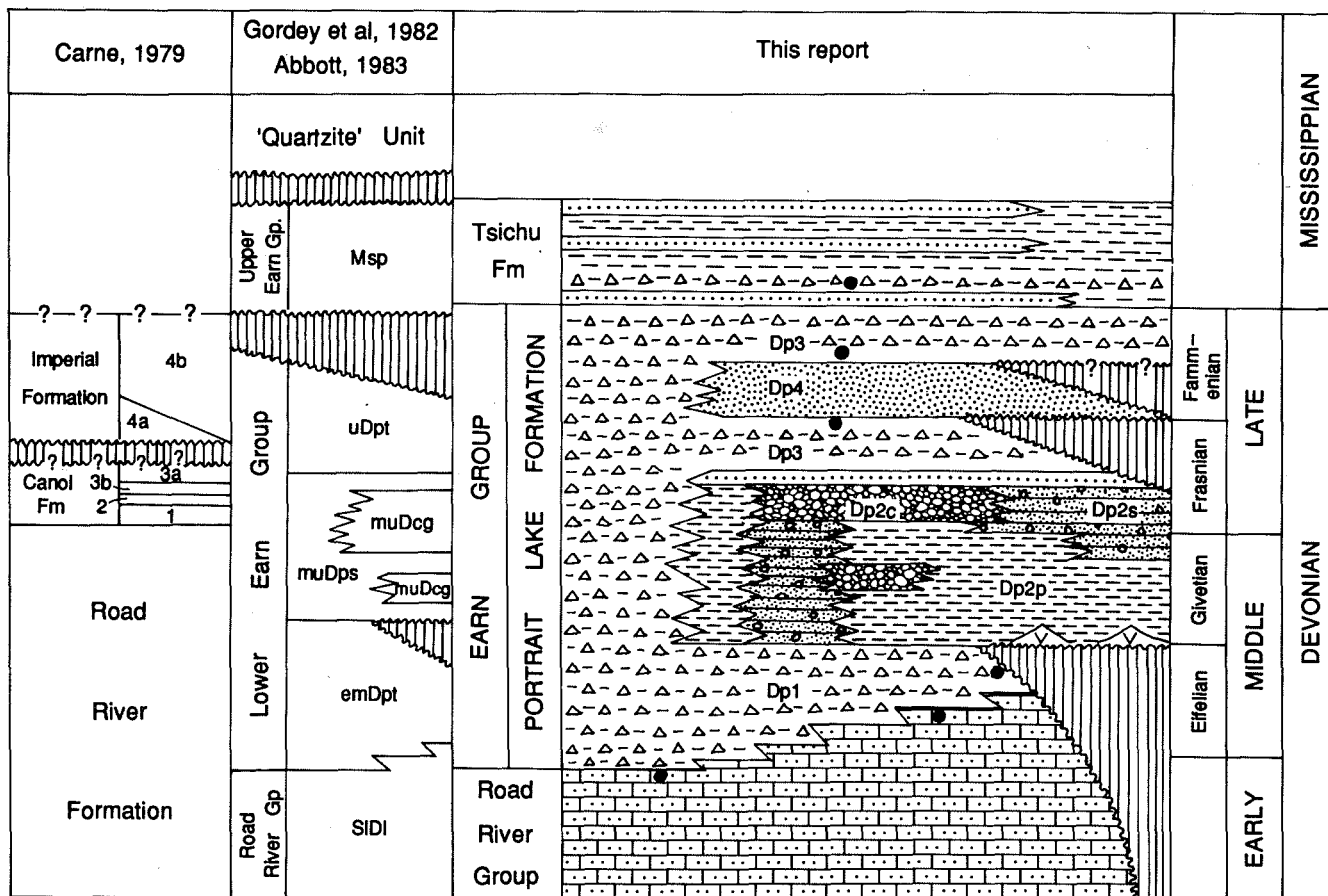 Carne, 1979
Gordey et al, 1982
Abbott, 1983
This report
'Quartzite' Unit
Upper
Earn Gp.
Msp
? ? ? ?
Imperial
Formation
4b
4a
? ? ? ?
3a
Canol
3b
Fm
2
1
Road
River
Formation
Lower Earn Group
uDpt
muDcg
muDps
muDcg
emDpt
Road
River Gp
SlDl
Tsichu
Fm
EARN GROUP
PORTRAIT LAKE FORMATION
Dp3
? ?
Dp4
Dp3
Dp2c
Dp2s
Dp2p
V V
Dp1
Road
River
Group
Famm-
enian
Frasnian
Givetian
Eifelian
LATE
MIDDLE
EARLY
MISSISSIPPIAN
DEVONIAN